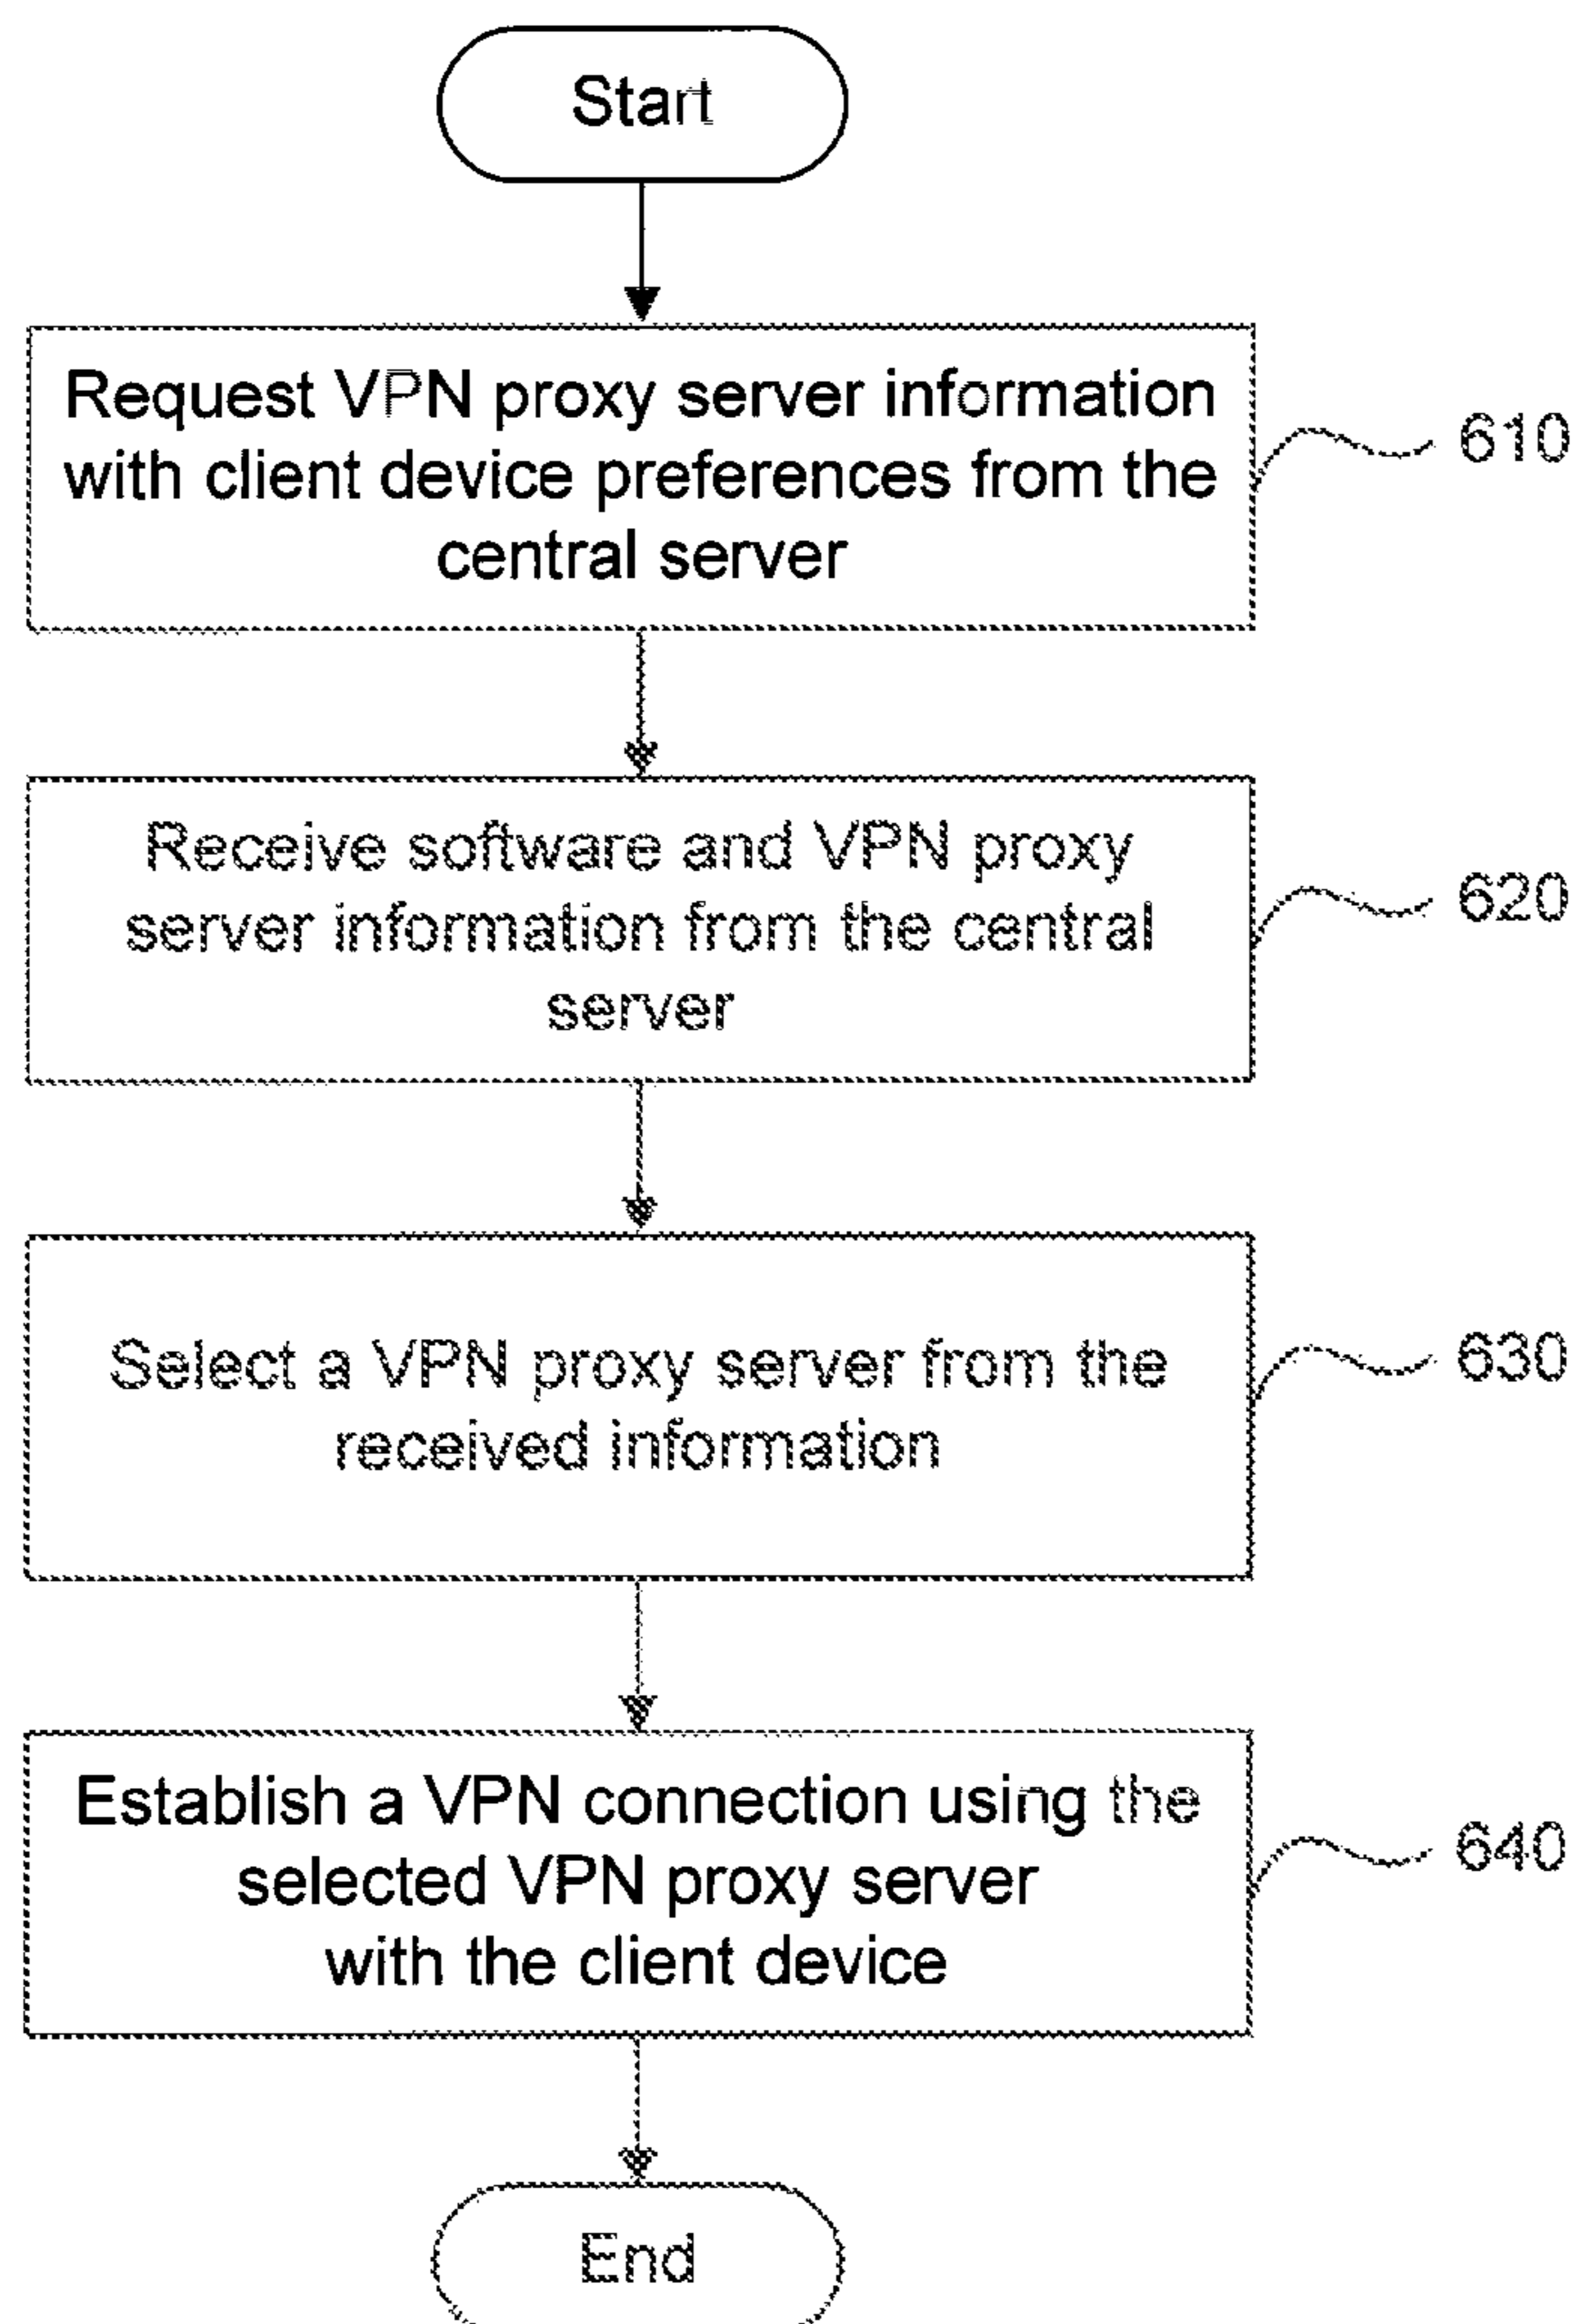 Start
Request VPN proxy server information
with client device preferences from the
central server
610
Receive software and VPN proxy
server information from the central
server
620
Select a VPN proxy server from the
received information
630
Establish a VPN connection using the
selected VPN proxy server
with the client device
640
End